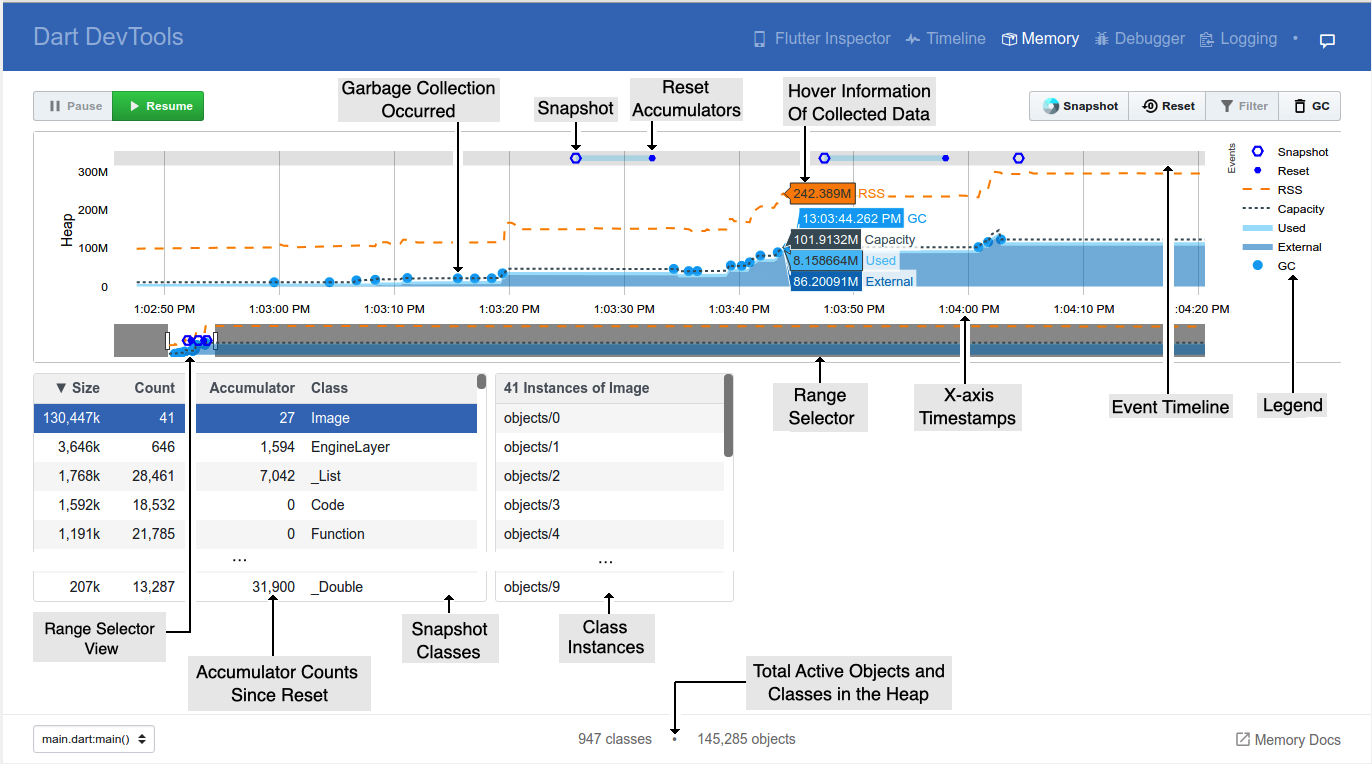 Dart DevTools
Flutter Inspector
Timeline
Memory
Debugger
Logging
Pause
Resume
Garbage Collection
Occurred
Snapshot
Reset
Accumulators
Hover Information
Of Collected Data
Snapshot
Reset
Filter
GC
Heap
300M
200M
100M
0
242.389M RSS
13:03:44.262 PM GC
101.9132M Capacity
8.158664M Used
86.20091M External
Events
Snapshot
Reset
RSS
Capacity
Used
External
GC
1:02:50 PM
1:03:00 PM
1:03:10 PM
1:03:20 PM
1:03:30 PM
1:03:40 PM
1:03:50 PM
1:04:00 PM
1:04:10 PM
1:04:20 PM
Range
Selector
X-axis
Timestamps
Event Timeline
Legend
▼ Size Count Accumulator Class
130,447k 41 27 Image
3,646k 646 1,594 EngineLayer
1,768k 28,461 7,042 _List
1,592k 18,532 0 Code
1,191k 21,785 0 Function
...
207k 13,287 31,900 _Double
41 Instances of Image
objects/0
objects/1
objects/2
objects/3
objects/4
...
objects/9
Range Selector
View
Accumulator Counts
Since Reset
Snapshot
Classes
Class
Instances
Total Active Objects and
Classes in the Heap
main.dart:main()
947 classes • 145,285 objects
Memory Docs